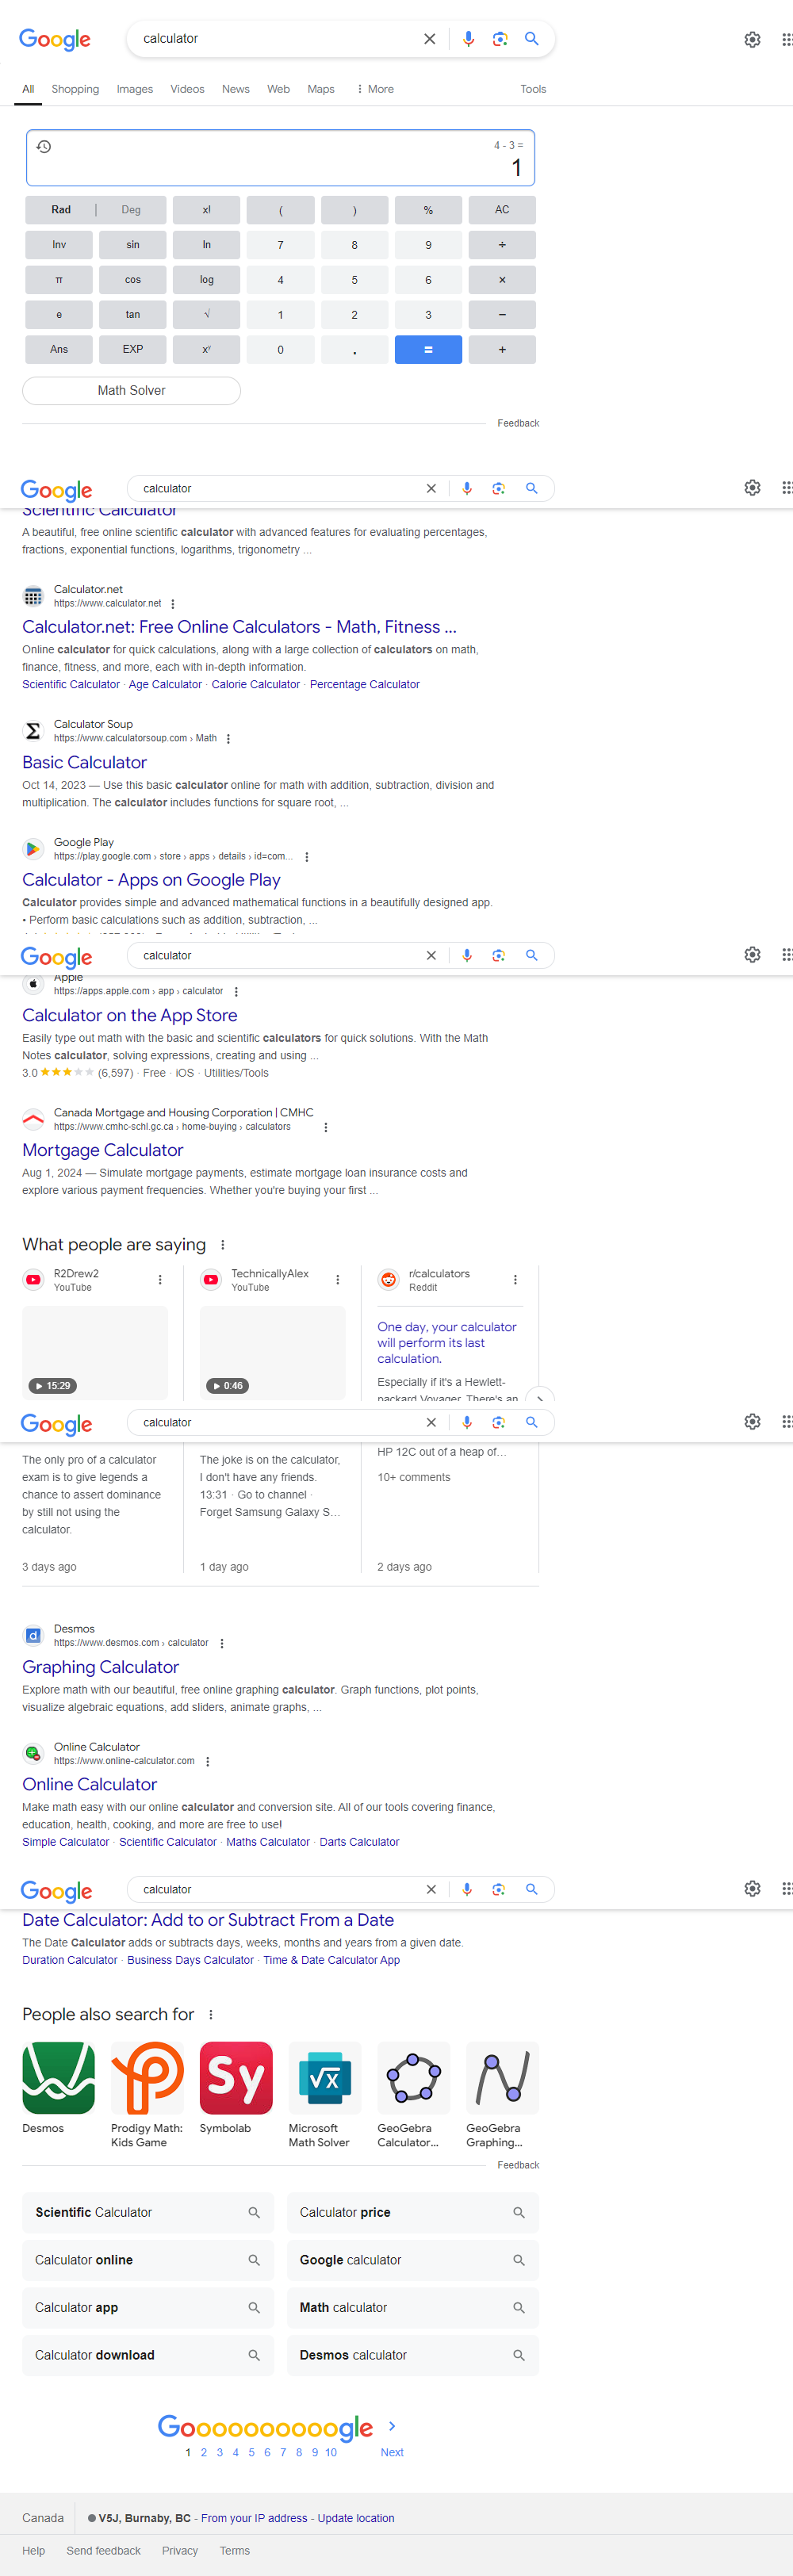 Google
calculator
All Shopping Images Videos News Web Maps More Tools
4 - 3 =
1
Rad | Deg x! ( ) % AC
Inv sin ln 7 8 9 ÷
π cos log 4 5 6 ×
e tan √ 1 2 3 −
Ans EXP xʸ 0 . = +
Math Solver
Feedback
Google
calculator
Scientific Calculator
A beautiful, free online scientific calculator with advanced features for evaluating percentages,
fractions, exponential functions, logarithms, trigonometry ...
Calculator.net
https://www.calculator.net
Calculator.net: Free Online Calculators - Math, Fitness ...
Online calculator for quick calculations, along with a large collection of calculators on math,
finance, fitness, and more, each with in-depth information.
Scientific Calculator · Age Calculator · Calorie Calculator · Percentage Calculator
Calculator Soup
https://www.calculatorsoup.com › Math
Basic Calculator
Oct 14, 2023 — Use this basic calculator online for math with addition, subtraction, division and
multiplication. The calculator includes functions for square root, ...
Google Play
https://play.google.com › store › apps › details › id=com...
Calculator - Apps on Google Play
Calculator provides simple and advanced mathematical functions in a beautifully designed app.
• Perform basic calculations such as addition, subtraction, ...
Google
calculator
Apple
https://apps.apple.com › app › calculator
Calculator on the App Store
Easily type out math with the basic and scientific calculators for quick solutions. With the Math
Notes calculator, solving expressions, creating and using ...
3.0 ★★★★★ (6,597) · Free · iOS · Utilities/Tools
Canada Mortgage and Housing Corporation | CMHC
https://www.cmhc-schl.gc.ca › home-buying › calculators
Mortgage Calculator
Aug 1, 2024 — Simulate mortgage payments, estimate mortgage loan insurance costs and
explore various payment frequencies. Whether you're buying your first ...
What people are saying
R2Drew2
YouTube
15:29
TechnicallyAlex
YouTube
0:46
r/calculators
Reddit
One day, your calculator
will perform its last
calculation.
Especially if it's a Hewlett-
packard Voyager. There's an
Google
calculator
The only pro of a calculator
exam is to give legends a
chance to assert dominance
by still not using the
calculator.
3 days ago
The joke is on the calculator,
I don't have any friends.
13:31 · Go to channel ·
Forget Samsung Galaxy S...
1 day ago
HP 12C out of a heap of...
10+ comments
2 days ago
Desmos
https://www.desmos.com › calculator
Graphing Calculator
Explore math with our beautiful, free online graphing calculator. Graph functions, plot points,
visualize algebraic equations, add sliders, animate graphs, ...
Online Calculator
https://www.online-calculator.com
Online Calculator
Make math easy with our online calculator and conversion site. All of our tools covering finance,
education, health, cooking, and more are free to use!
Simple Calculator · Scientific Calculator · Maths Calculator · Darts Calculator
Google
calculator
Date Calculator: Add to or Subtract From a Date
The Date Calculator adds or subtracts days, weeks, months and years from a given date.
Duration Calculator · Business Days Calculator · Time & Date Calculator App
People also search for
Sy
√x
Desmos
Prodigy Math:
Kids Game
Symbolab
Microsoft
Math Solver
GeoGebra
Calculator...
GeoGebra
Graphing...
Feedback
Scientific Calculator
Calculator price
Calculator online
Google calculator
Calculator app
Math calculator
Calculator download
Desmos calculator
Goooooooooogle >
1 2 3 4 5 6 7 8 9 10 Next
Canada V5J, Burnaby, BC - From your IP address - Update location
Help Send feedback Privacy Terms